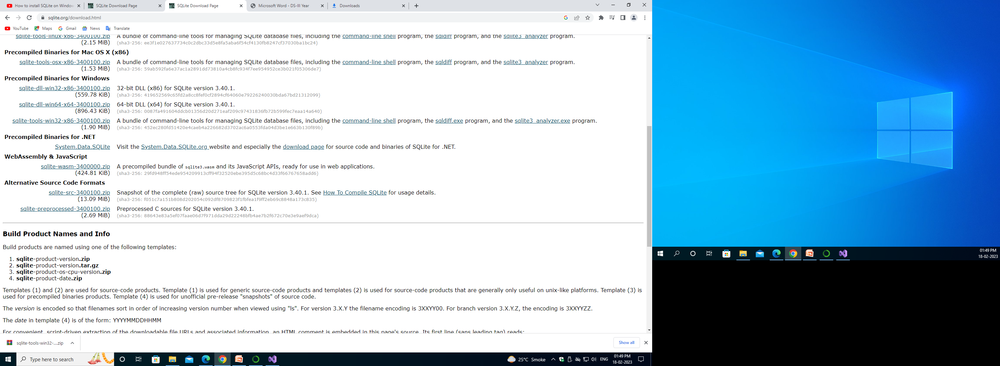 How to install SQLite on Window
SQLite Download Page
SQLite Download Page
Microsoft Word - DS-III Year
Downloads
sqlite.org/download.html
YouTube
Maps
Gmail
News
Translate
sqlite-tools-linux-x86-3400100.zip A bundle of command-line tools for managing SQLite database files, including the command-line shell program, the sqldiff program, and the sqlite3_analyzer program.
(2.15 MiB) (sha3-256: ee3f1e027637734c0c2dbc33d5e8fa5aba6f54cf4130fb8247cf37030ba1bc24)
Precompiled Binaries for Mac OS X (x86)
sqlite-tools-osx-x86-3400100.zip A bundle of command-line tools for managing SQLite database files, including the command-line shell program, the sqldiff program, and the sqlite3_analyzer program.
(1.53 MiB) (sha3-256: 59ab592fa6e37ac1a2891dd73810a4cb8fc934f7ee954952ce3b021f05306de7)
Precompiled Binaries for Windows
sqlite-dll-win32-x86-3400100.zip 32-bit DLL (x86) for SQLite version 3.40.1.
(559.78 KiB) (sha3-256: 419652569c65fd2a8cc8fef0cf2894cf64060e79226240030bda67bd21312099)
sqlite-dll-win64-x64-3400100.zip 64-bit DLL (x64) for SQLite version 3.40.1.
(896.43 KiB) (sha3-256: 0087fa491604ddcb01356d20d271eaf209c97431836fb72b599fec7eaa14a640)
sqlite-tools-win32-x86-3400100.zip A bundle of command-line tools for managing SQLite database files, including the command-line shell program, the sqldiff.exe program, and the sqlite3_analyzer.exe program.
(1.90 MiB) (sha3-256: 452ec280fd51420e4caeb4a226682d3702ac6a0553fda04d3be1e663b130f89b)
Precompiled Binaries for .NET
System.Data.SQLite Visit the System.Data.SQLite.org website and especially the download page for source code and binaries of SQLite for .NET.
WebAssembly & JavaScript
sqlite-wasm-3400000.zip A precompiled bundle of sqlite3.wasm and its JavaScript APIs, ready for use in web applications.
(424.81 KiB) (sha3-256: 29fd948ff54ede954209913cff94f32520ebe395d5c68bc4d33f66767658add6)
Alternative Source Code Formats
sqlite-src-3400100.zip Snapshot of the complete (raw) source tree for SQLite version 3.40.1. See How To Compile SQLite for usage details.
(13.09 MiB) (sha3-256: f051c7a151b808d202054c092df8709823f1fbfea1f9ff2eb69c8848a173c835)
sqlite-preprocessed-3400100.zip Preprocessed C sources for SQLite version 3.40.1.
(2.69 MiB) (sha3-256: 88643e83a5ef07faae06d7f971dda29d22248bfb4ae7b2f672c70e3e9aef9dca)
Build Product Names and Info
Build products are named using one of the following templates:
1. sqlite-product-version.zip
2. sqlite-product-version.tar.gz
3. sqlite-product-os-cpu-version.zip
4. sqlite-product-date.zip
Templates (1) and (2) are used for source-code products. Template (1) is used for generic source-code products and templates (2) is used for source-code products that are generally only useful on unix-like platforms. Template (3) is
used for precompiled binaries products. Template (4) is used for unofficial pre-release "snapshots" of source code.
The version is encoded so that filenames sort in order of increasing version number when viewed using "ls". For version 3.X.Y the filename encoding is 3XXYY00. For branch version 3.X.Y.Z, the encoding is 3XXYYZZ.
The date in template (4) is of the form: YYYYMMDDHHMM
For convenient, script-driven extraction of the downloadable file URLs and associated information, an HTML comment is embedded in this page's source. Its first line (sans leading tag) reads:
sqlite-tools-win32-....zip
Show all
Type here to search
25°C Smoke
ENG
01:49 PM
18-02-2023
01:49 PM
18-02-2023